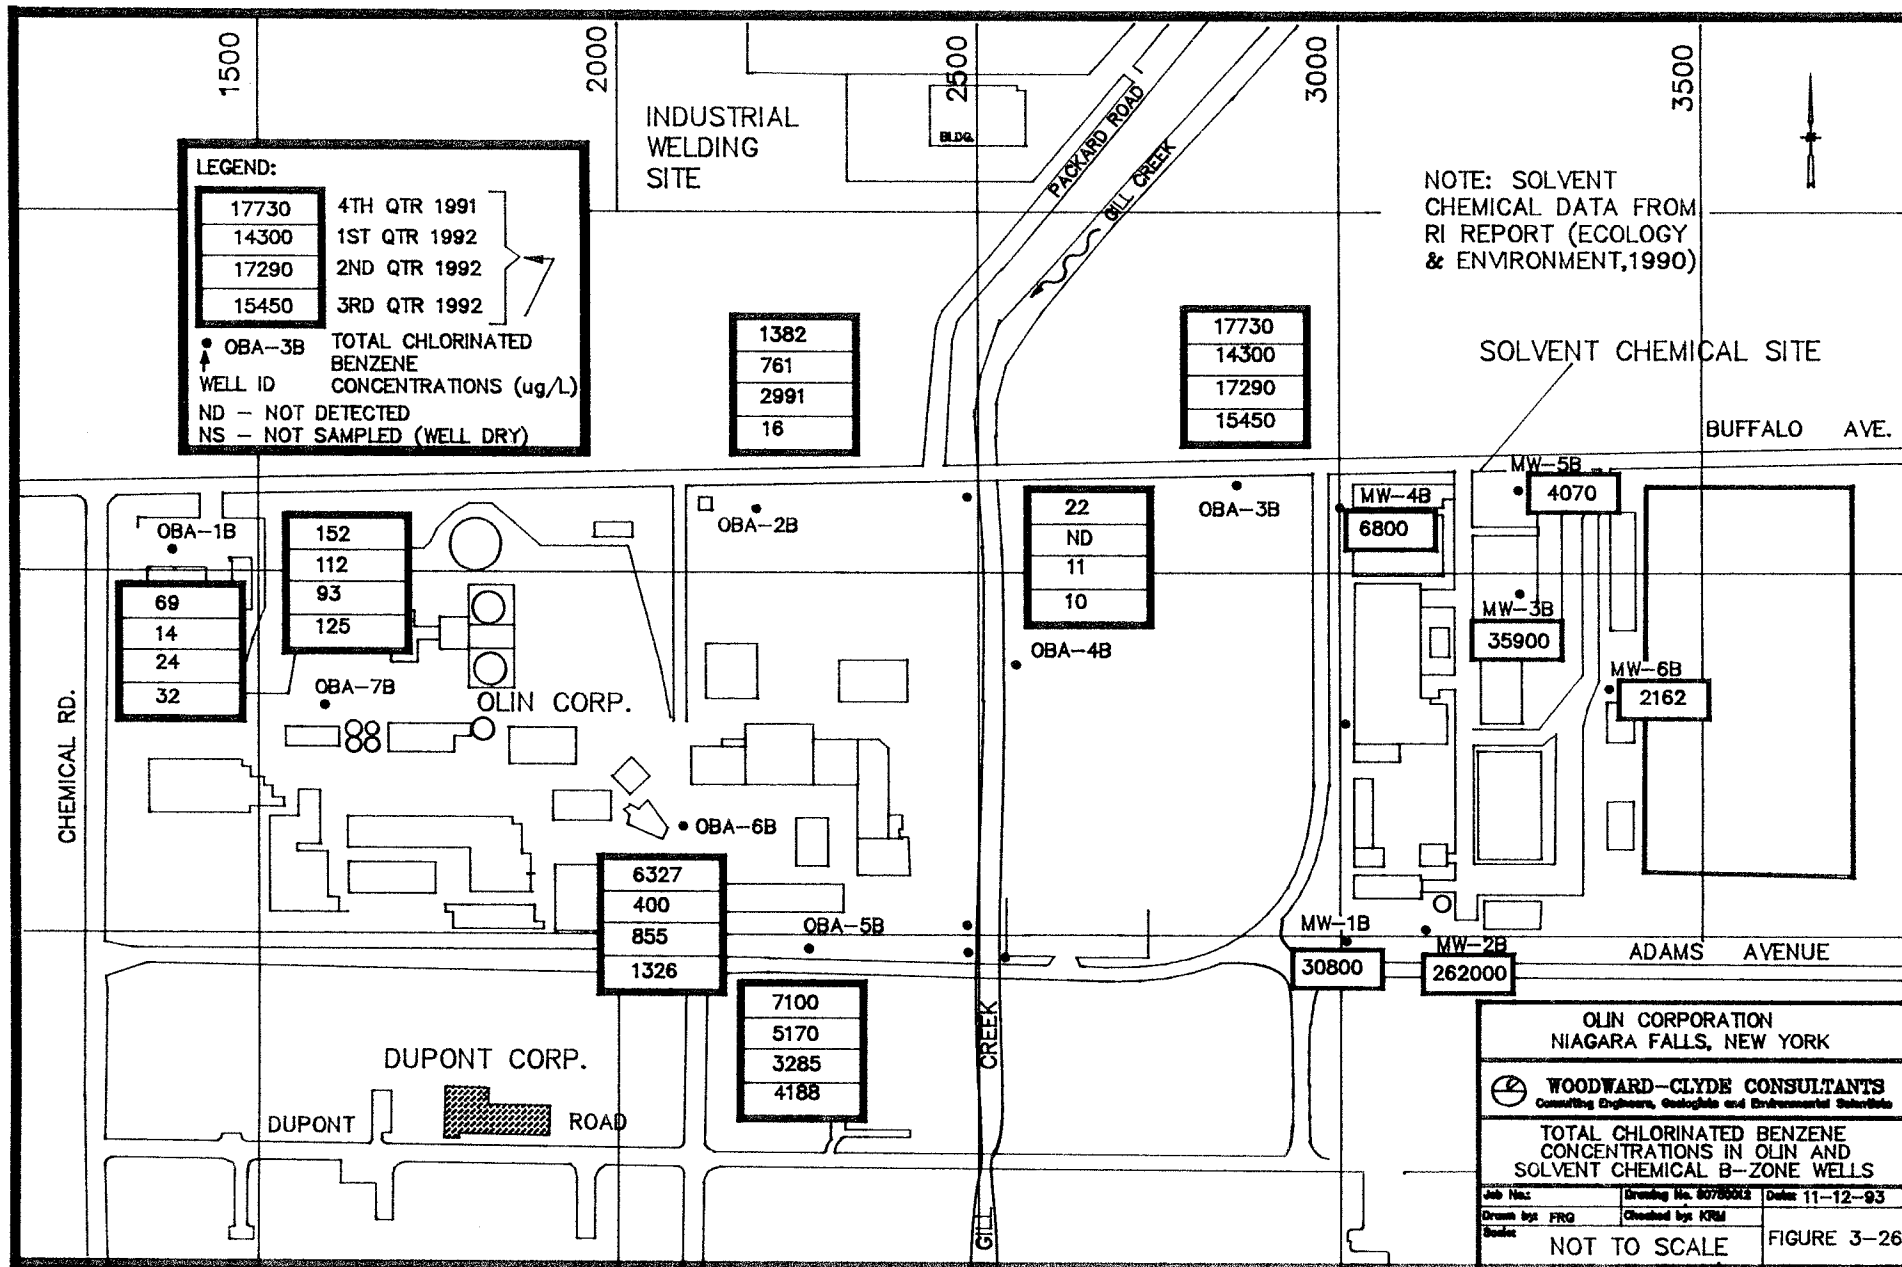 1500
2000
2500
3000
3500
INDUSTRIAL
WELDING
SITE
BLDG.
PACKARD ROAD
GILL CREEK
NOTE: SOLVENT
CHEMICAL DATA FROM
RI REPORT (ECOLOGY
& ENVIRONMENT,1990)
LEGEND:
17730 4TH QTR 1991
14300 1ST QTR 1992
17290 2ND QTR 1992
15450 3RD QTR 1992
OBA-3B
WELL ID
TOTAL CHLORINATED
BENZENE
CONCENTRATIONS (ug/L)
ND - NOT DETECTED
NS - NOT SAMPLED (WELL DRY)
1382
761
2991
16
17730
14300
17290
15450
SOLVENT CHEMICAL SITE
BUFFALO AVE.
OBA-1B
69
14
24
32
152
112
93
125
OBA-7B
OBA-2B
22
ND
11
10
OBA-4B
OBA-3B
MW-4B
6800
MW-5B
4070
MW-3B
35900
MW-6B
2162
OLIN CORP.
CHEMICAL RD.
OBA-6B
6327
400
855
1326
OBA-5B
7100
5170
3285
4188
MW-1B
30800
MW-2B
262000
ADAMS AVENUE
DUPONT CORP.
DUPONT ROAD
GILL CREEK
OLIN CORPORATION
NIAGARA FALLS, NEW YORK
WOODWARD-CLYDE CONSULTANTS
Consulting Engineers, Geologists and Environmental Scientists
TOTAL CHLORINATED BENZENE
CONCENTRATIONS IN OLIN AND
SOLVENT CHEMICAL B-ZONE WELLS
Job No.:
Drawing No.
Date: 11-12-93
Drawn by: FRG
Checked by: KRM
Scale:
NOT TO SCALE
FIGURE 3-26